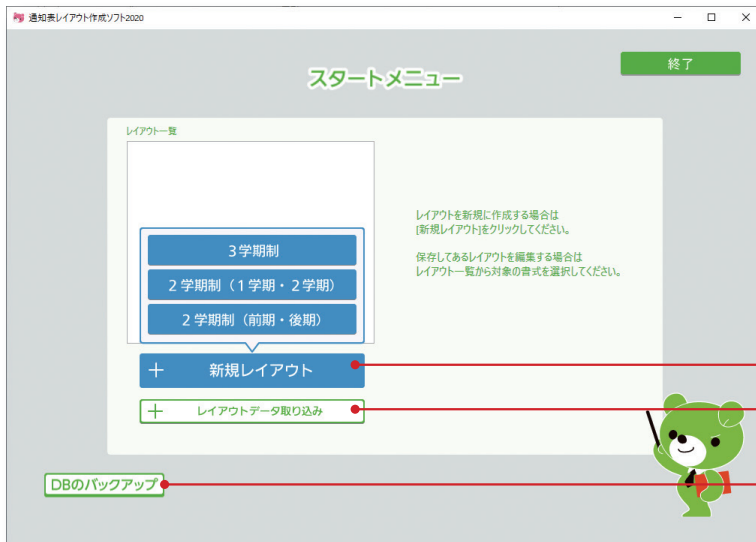 通知表レイアウト作成ソフト2020
スタートメニュー
終了
レイアウト一覧
3学期制
2学期制（1学期・2学期）
2学期制（前期・後期）
＋ 新規レイアウト
＋ レイアウトデータ取り込み
レイアウトを新規に作成する場合は
[新規レイアウト]をクリックしてください。
保存してあるレイアウトを編集する場合は
レイアウト一覧から対象の書式を選択してください。
DBのバックアップ